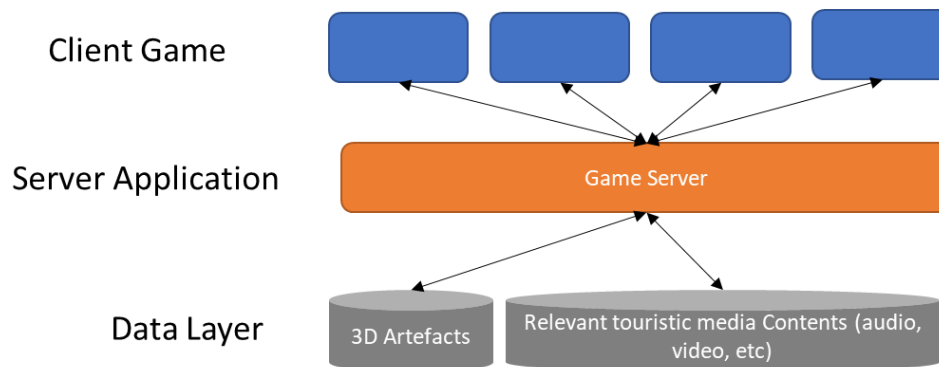 Client Game
Server Application
Game Server
Data Layer
3D Artefacts
Relevant touristic media Contents (audio,
video, etc)